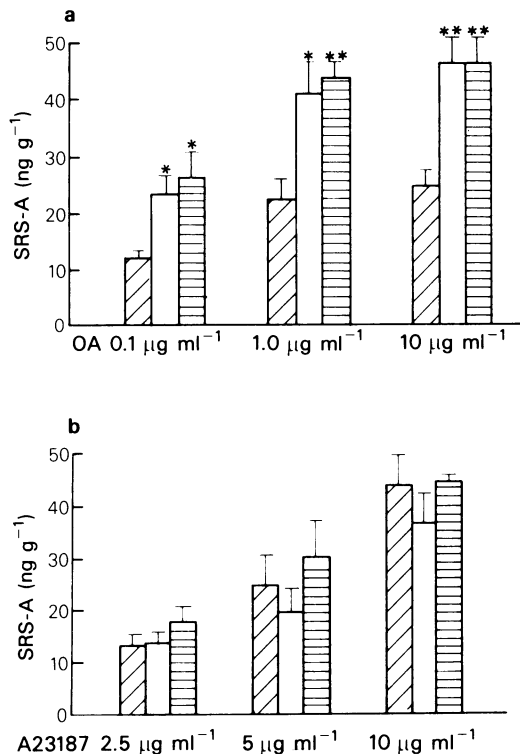 a
SRS-A (ng g⁻¹)
50
40
30
20
10
0
* *
* **
** **
OA 0.1 μg ml⁻¹ 1.0 μg ml⁻¹ 10 μg ml⁻¹
b
SRS-A (ng g⁻¹)
50
40
30
20
10
0
A23187 2.5 μg ml⁻¹ 5 μg ml⁻¹ 10 μg ml⁻¹